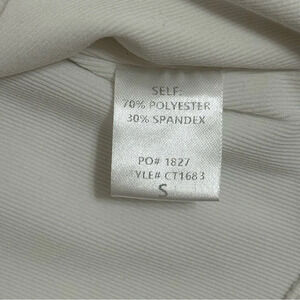 SELF:
70% POLYESTER
30% SPANDEX
PO# 1827
YLE# CT1683
S